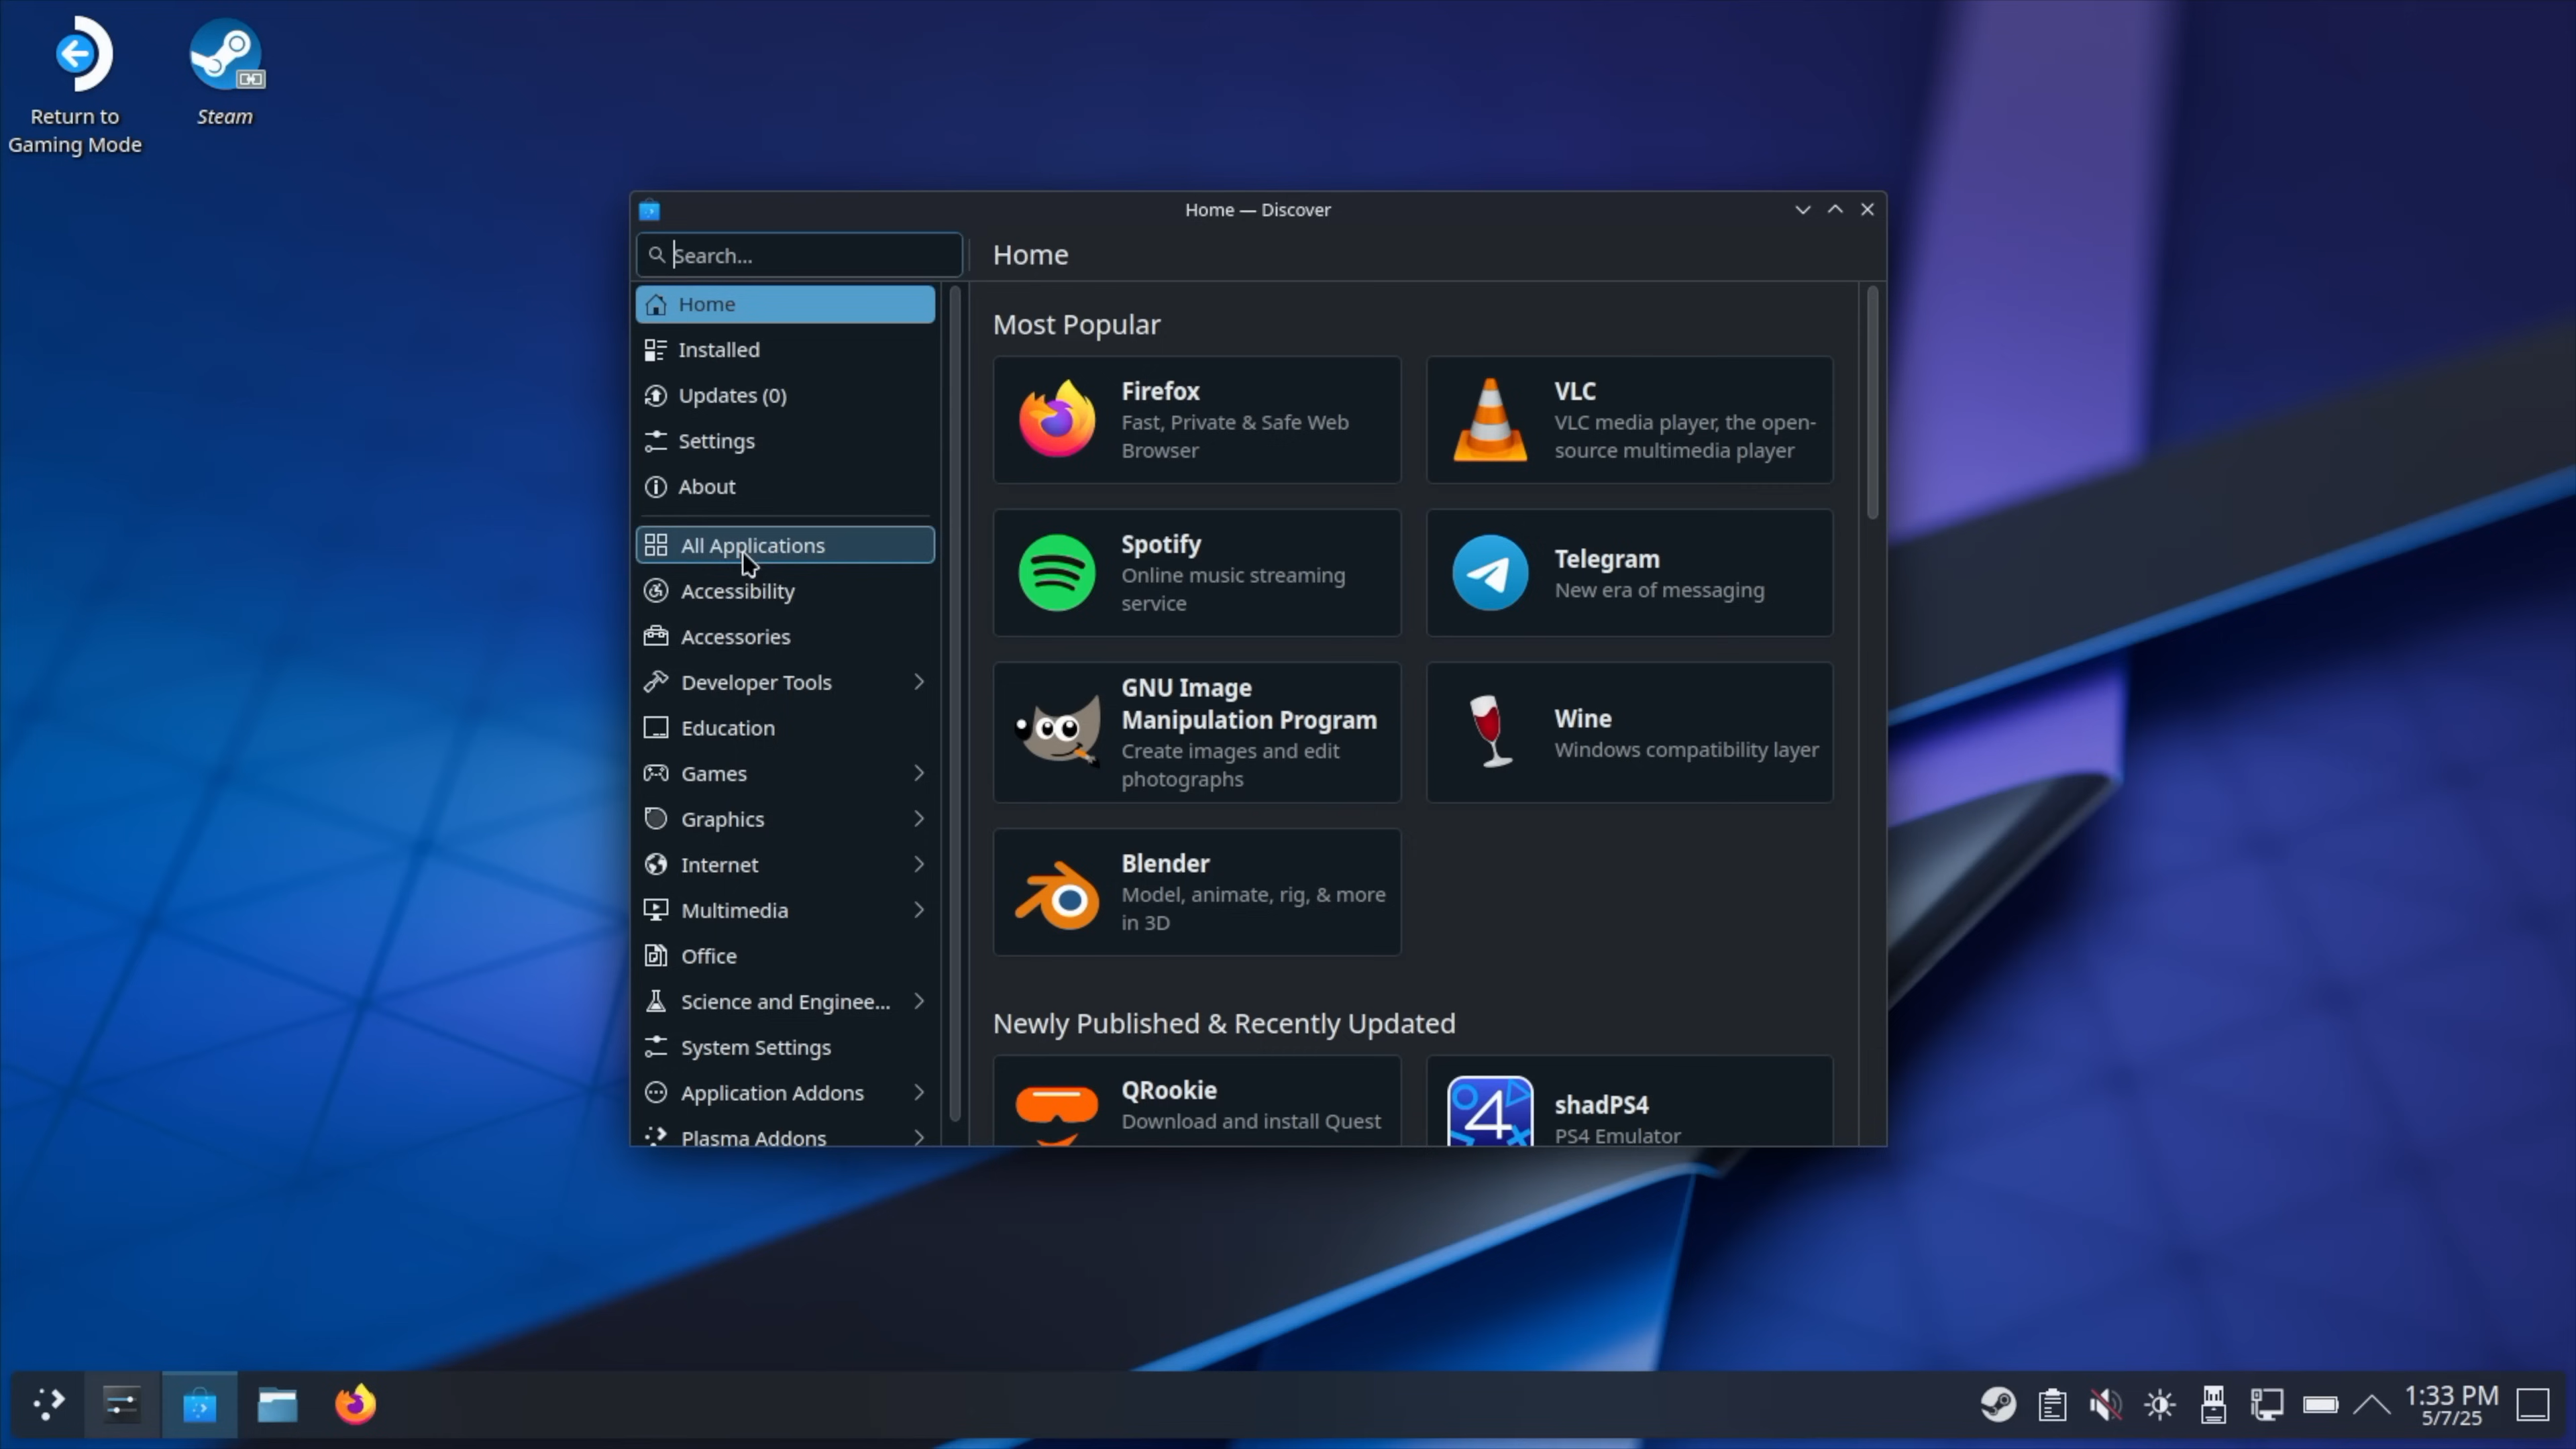 Return to
Gaming Mode
Steam
Home — Discover
Search...
Home
Home
Installed
Updates (0)
Settings
About
All Applications
Accessibility
Accessories
Developer Tools
Education
Games
Graphics
Internet
Multimedia
Office
Science and Enginee...
System Settings
Application Addons
Plasma Addons
Most Popular
Firefox
Fast, Private & Safe Web
Browser
VLC
VLC media player, the open-
source multimedia player
Spotify
Online music streaming
service
Telegram
New era of messaging
GNU Image
Manipulation Program
Create images and edit
photographs
Wine
Windows compatibility layer
Blender
Model, animate, rig, & more
in 3D
Newly Published & Recently Updated
QRookie
Download and install Quest
4
shadPS4
PS4 Emulator
1:33 PM
5/7/25